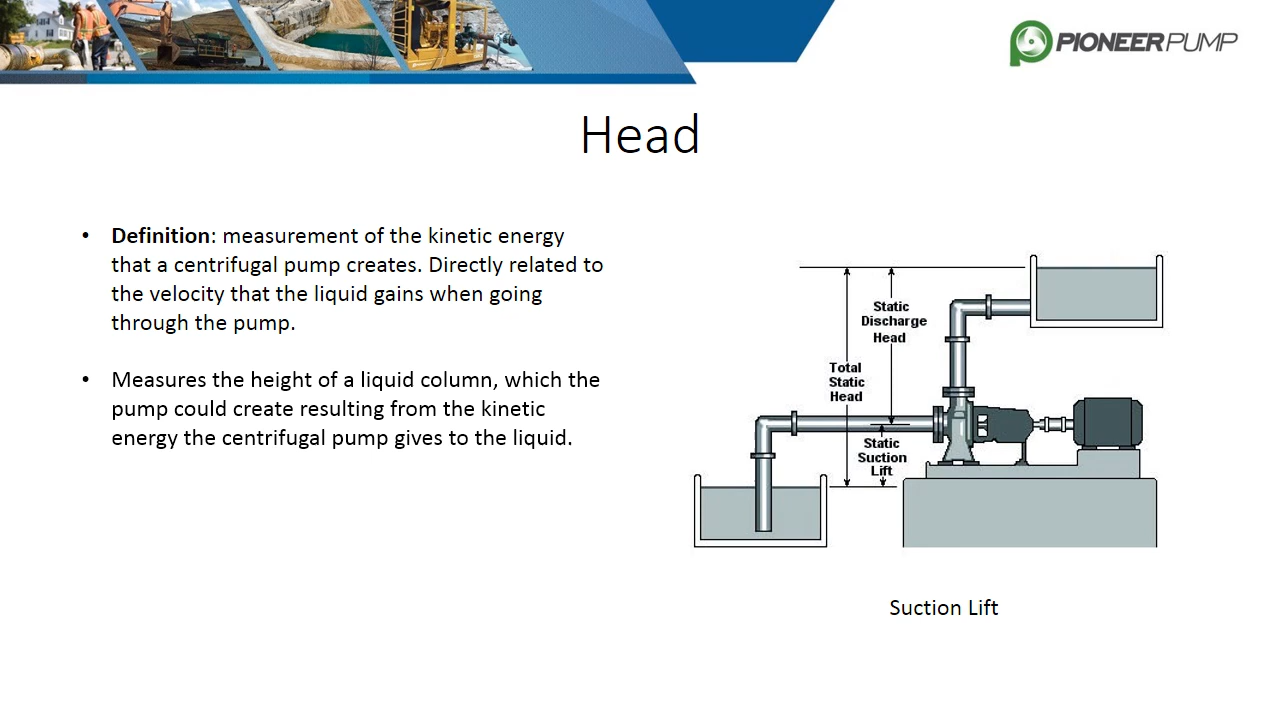 PIONEERPUMP
Head
• Definition: measurement of the kinetic energy
that a centrifugal pump creates. Directly related to
the velocity that the liquid gains when going
through the pump.
• Measures the height of a liquid column, which the
pump could create resulting from the kinetic
energy the centrifugal pump gives to the liquid.
Static
Discharge
Head
Total
Static
Head
Static
Suction
Lift
Suction Lift